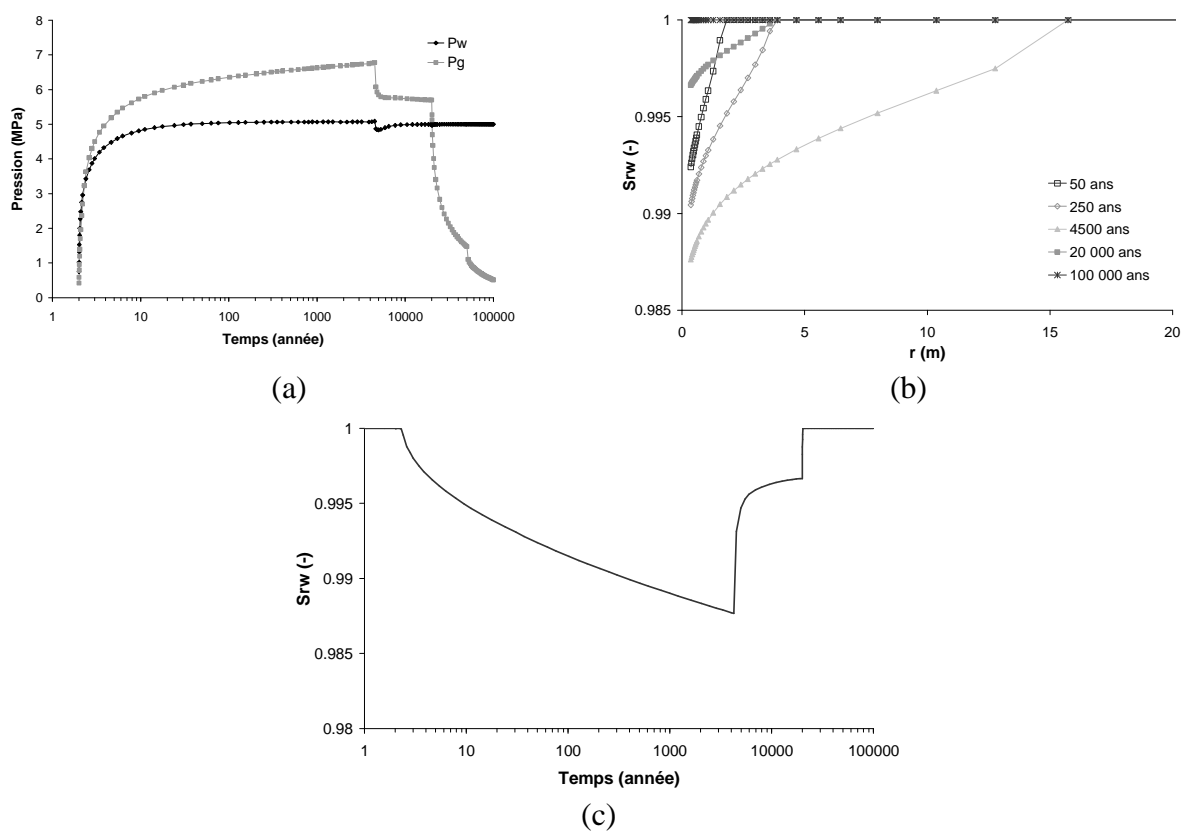 8
7
6
5
4
3
2
1
0
Pression (MPa)
Pw
Pg
1 10 100 1000 10000 100000
Temps (année)
(a)
1
0.995
0.99
0.985
Srw (-)
50 ans
250 ans
4500 ans
20 000 ans
100 000 ans
0 5 10 15 20
r (m)
(b)
1
0.995
0.99
0.985
0.98
Srw (-)
1 10 100 1000 10000 100000
Temps (année)
(c)